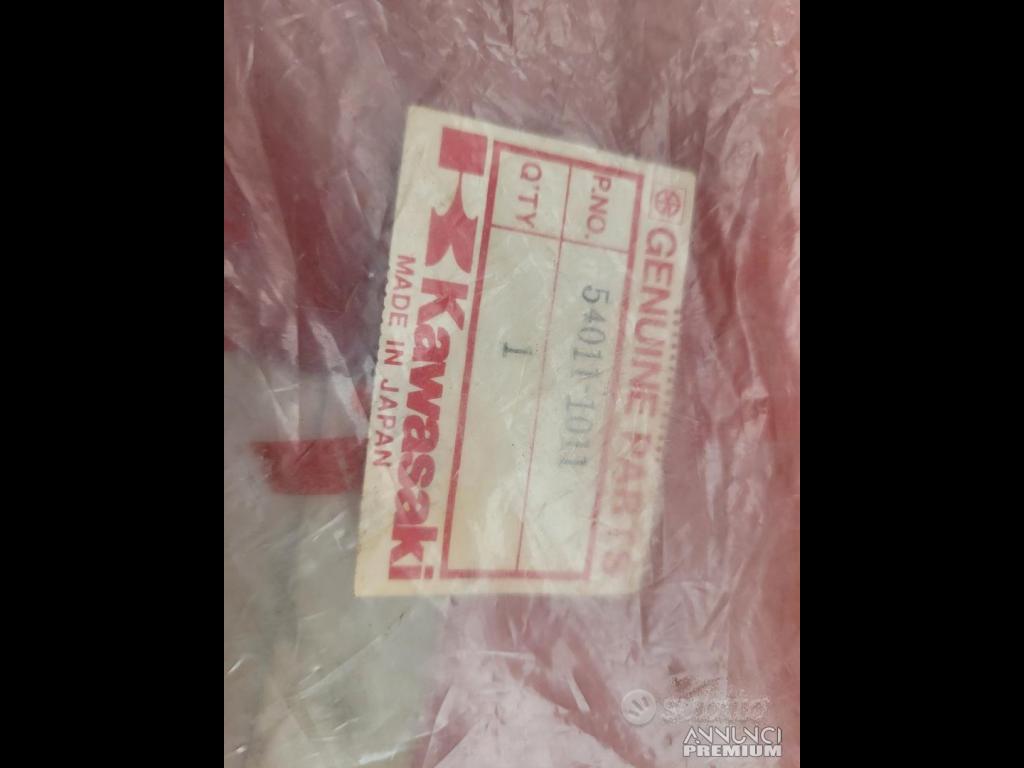 GENUINE PARTS
P.NO. 54011-1011
Q'TY 1
Kawasaki
MADE IN JAPAN
ANNUNCI
PREMIUM